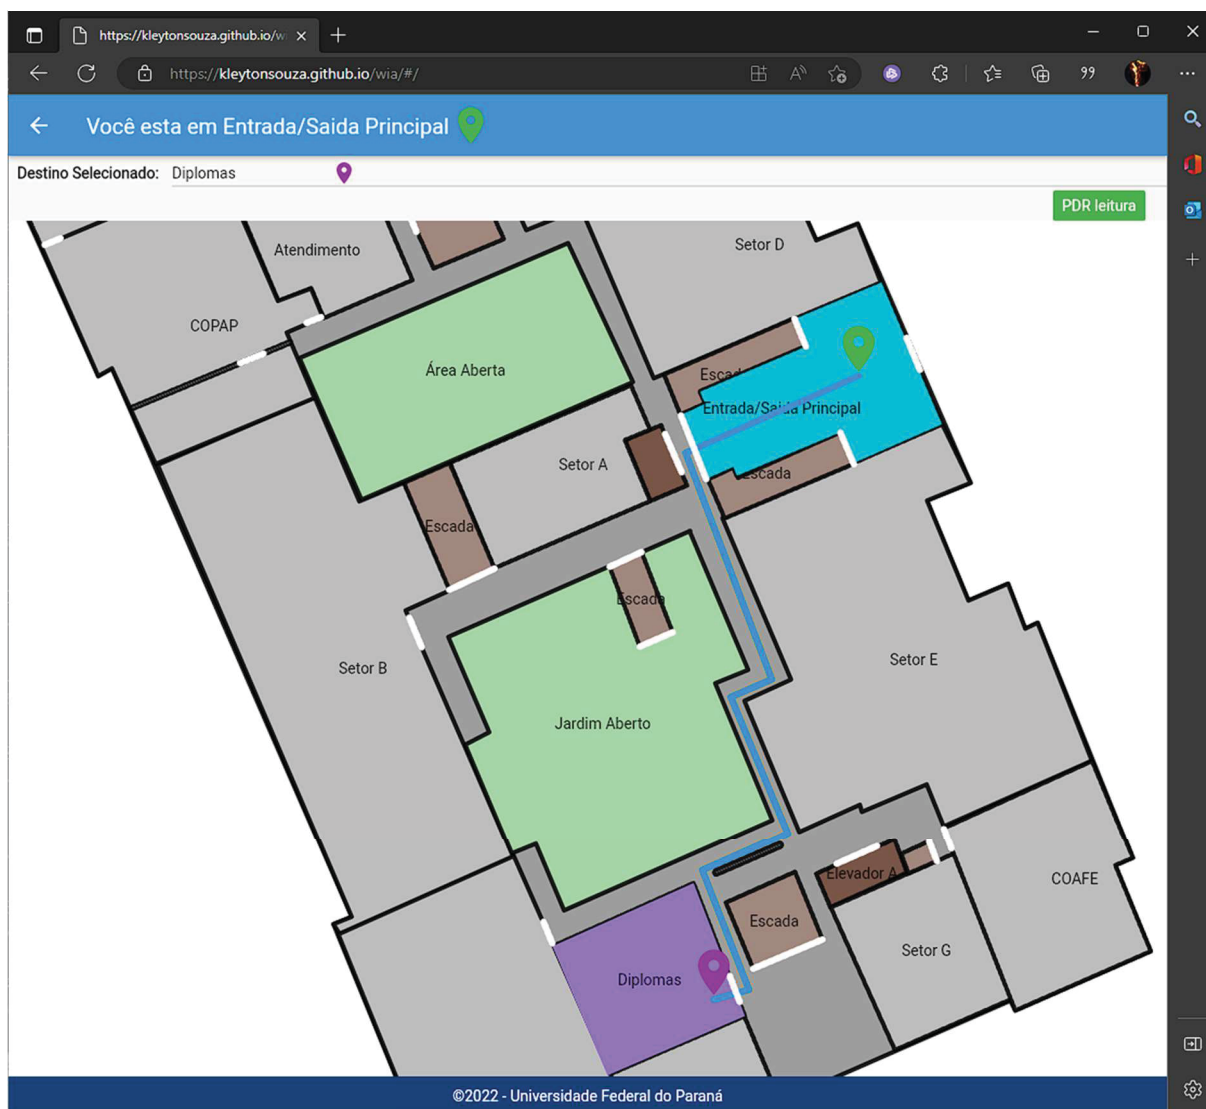 https://kleytonsouza.github.io/wi
https://kleytonsouza.github.io/wia/#/
Você esta em Entrada/Saida Principal
Destino Selecionado: Diplomas
PDR leitura
Setor D
Atendimento
COPAP
Área Aberta
Escada
Entrada/Saida Principal
Setor A
Escada
Escada
Escada
Setor B
Setor E
Jardim Aberto
Elevador A
COAFE
Escada
Setor G
Diplomas
©2022 - Universidade Federal do Paraná